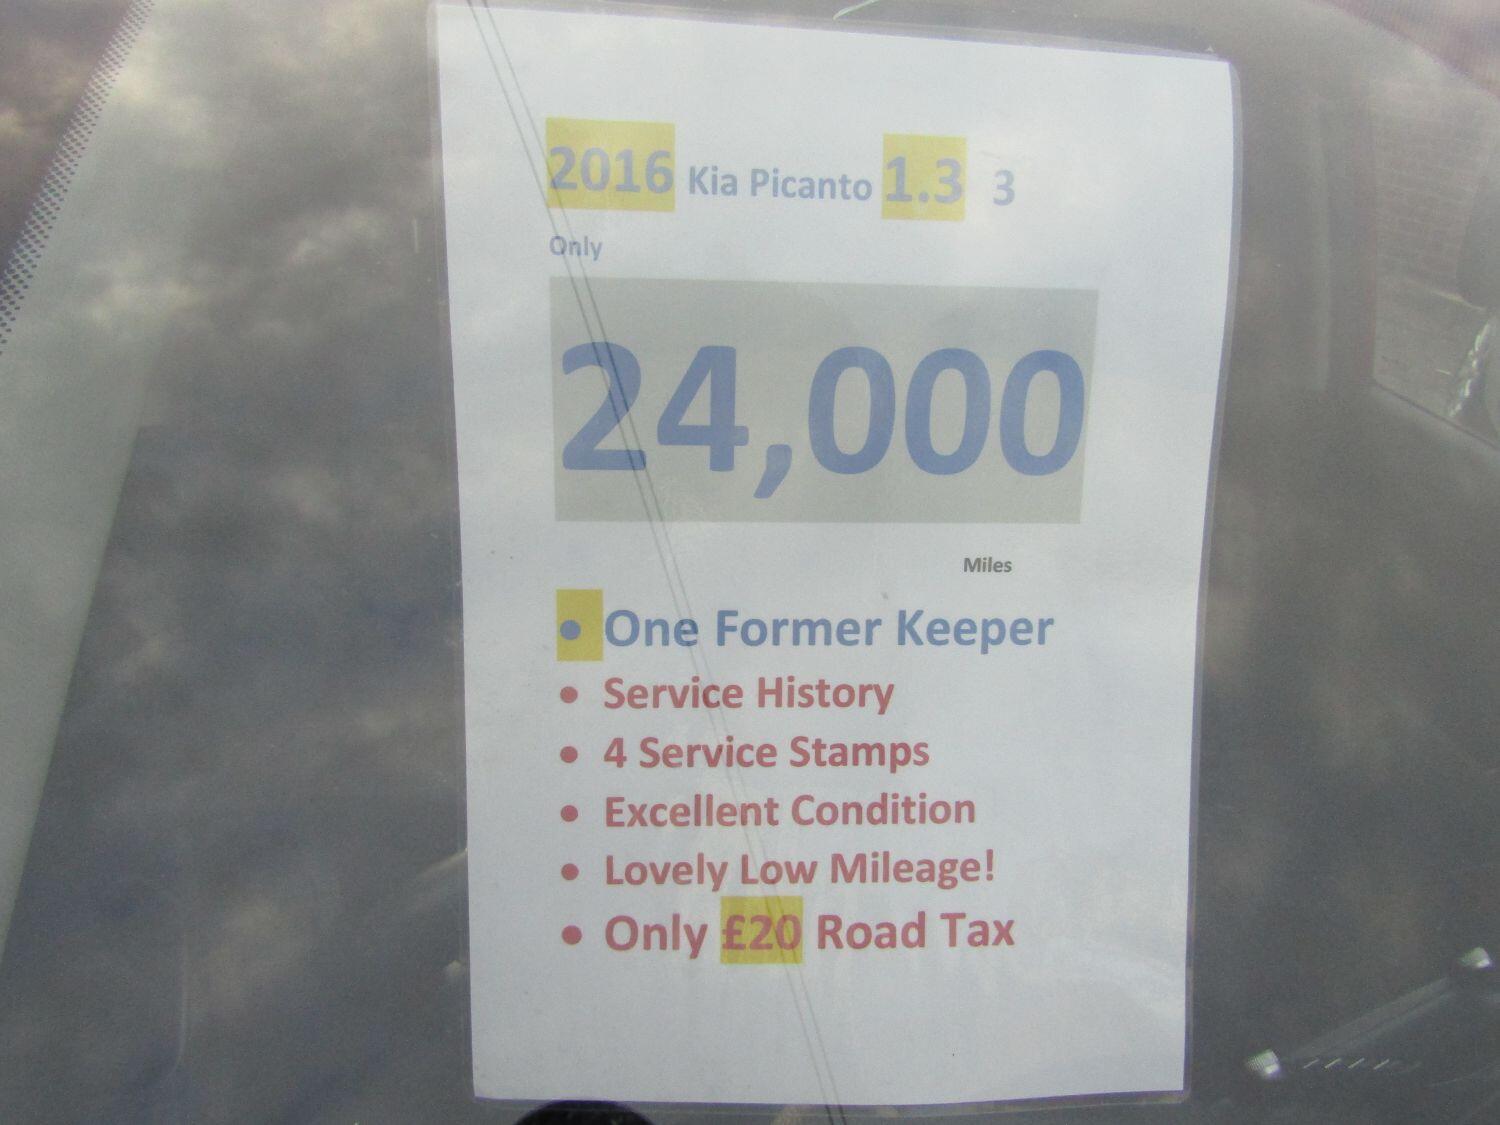 2016 Kia Picanto 1.3 3
Only
24,000
Miles
• One Former Keeper
• Service History
• 4 Service Stamps
• Excellent Condition
• Lovely Low Mileage!
• Only £20 Road Tax